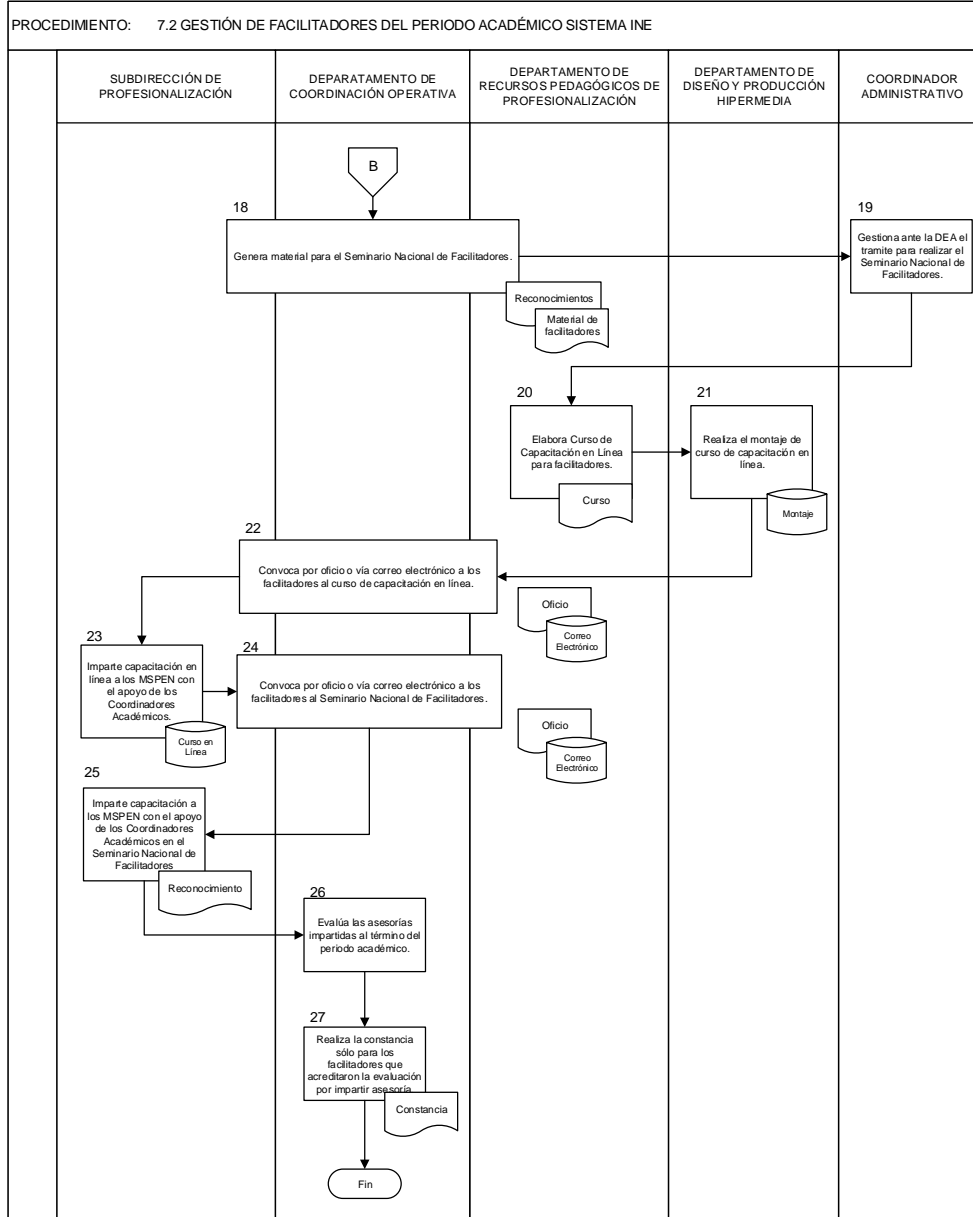 PROCEDIMIENTO: 7.2 GESTIÓN DE FACILITADORES DEL PERIODO ACADÉMICO SISTEMA INE
SUBDIRECCIÓN DE
PROFESIONALIZACIÓN
DEPARATAMENTO DE
COORDINACIÓN OPERATIVA
DEPARTAMENTO DE
RECURSOS PEDAGÓGICOS DE
PROFESIONALIZACIÓN
DEPARTAMENTO DE
DISEÑO Y PRODUCCIÓN
HIPERMEDIA
COORDINADOR
ADMINISTRATIVO
B
18
Genera material para el Seminario Nacional de Facilitadores.
Reconocimientos
Material de
facilitadores
19
Gestiona ante la DEA el
tramite para realizar el
Seminario Nacional de
Facilitadores.
20
Elabora Curso de
Capacitación en Línea
para facilitadores.
Curso
21
Realiza el montaje de
curso de capacitación en
línea.
Montaje
22
Convoca por oficio o vía correo electrónico a los
facilitadores al curso de capacitación en línea.
Oficio
Correo
Electrónico
23
Imparte capacitación en
línea a los MSPEN con
el apoyo de los
Coordinadores
Académicos.
Curso en
Línea
24
Convoca por oficio o vía correo electrónico a los
facilitadores al Seminario Nacional de Facilitadores.
Oficio
Correo
Electrónico
25
Imparte capacitación a
los MSPEN con el apoyo
de los Coordinadores
Académicos en el
Seminario Nacional de
Facilitadores
Reconocimiento
26
Evalúa las asesorías
impartidas al término del
periodo académico.
27
Realiza la constancia
sólo para los
facilitadores que
acreditaron la evaluación
por impartir asesoría.
Constancia
Fin